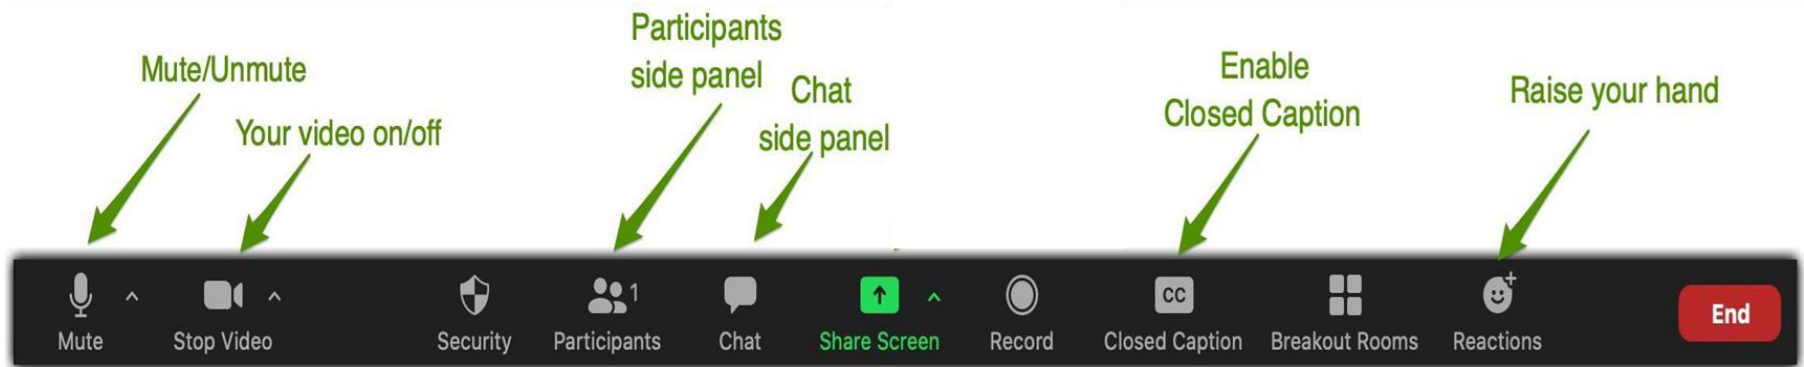 Participants
side panel
Mute/Unmute
Your video on/off
Chat
side panel
Enable
Closed Caption
Raise your hand
Mute
Stop Video
Security
1
Participants
Chat
Share Screen
Record
CC
Closed Caption
Breakout Rooms
Reactions
End